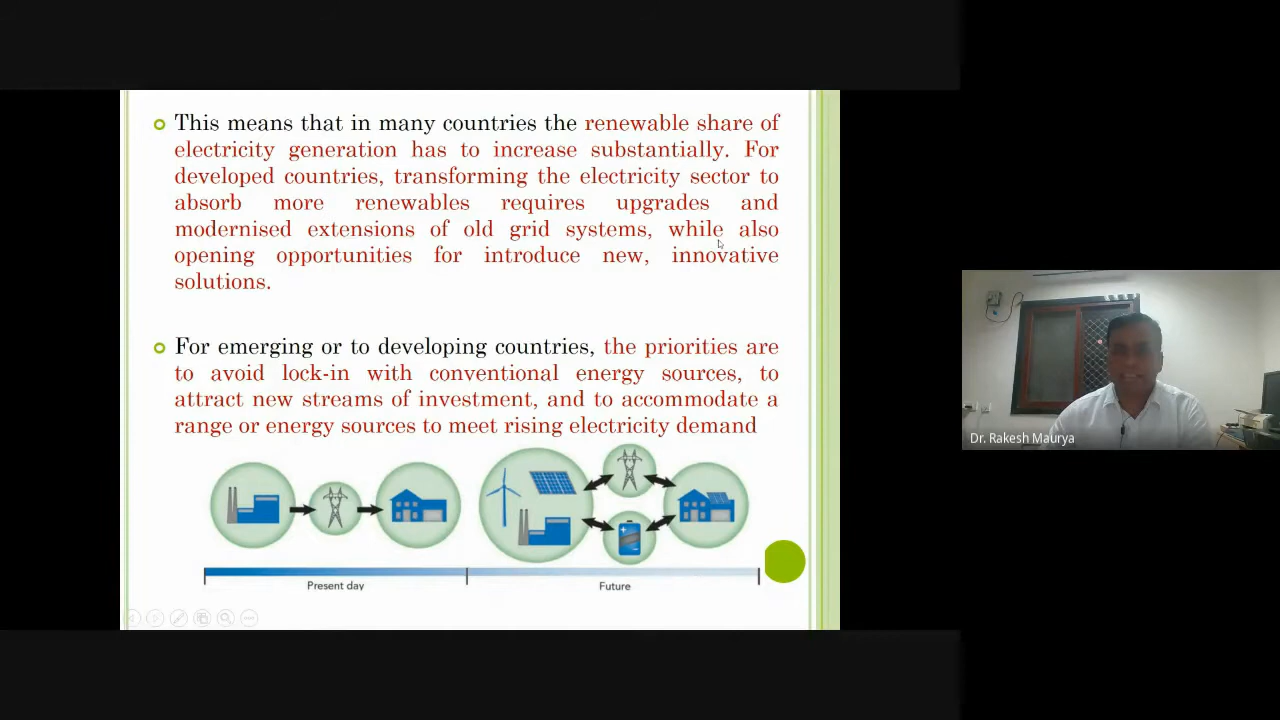 This means that in many countries the renewable share of
electricity generation has to increase substantially. For
developed countries, transforming the electricity sector to
absorb more renewables requires upgrades and
modernised extensions of old grid systems, while also
opening opportunities for introduce new, innovative
solutions.
For emerging or to developing countries, the priorities are
to avoid lock-in with conventional energy sources, to
attract new streams of investment, and to accommodate a
range or energy sources to meet rising electricity demand
Present day
Future
Dr. Rakesh Maurya